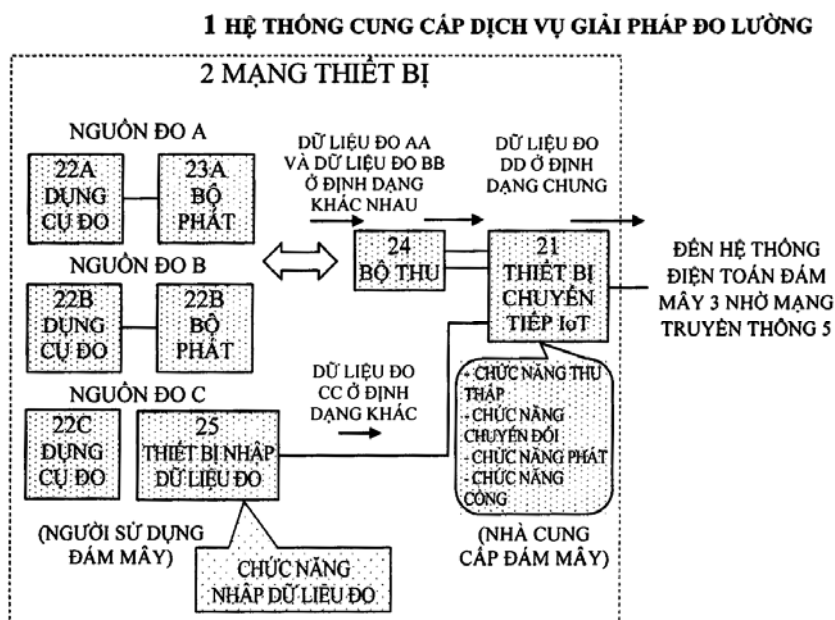 1 HỆ THỐNG CUNG CẤP DỊCH VỤ GIẢI PHÁP ĐO LƯỜNG
2 MẠNG THIẾT BỊ
NGUỒN ĐO A
22A
DỤNG
CỤ ĐO
23A
BỘ
PHÁT
DỮ LIỆU ĐO AA
VÀ DỮ LIỆU ĐO BB
Ở ĐỊNH DẠNG
KHÁC NHAU
DỮ LIỆU ĐO
DD Ở ĐỊNH
DẠNG CHUNG
24
BỘ THU
21
THIẾT BỊ
CHUYỂN
TIẾP IoT
ĐẾN HỆ THỐNG
ĐIỆN TOÁN ĐÁM
MÂY 3 NHỜ MẠNG
TRUYỀN THÔNG 5
NGUỒN ĐO B
22B
DỤNG
CỤ ĐO
22B
BỘ
PHÁT
NGUỒN ĐO C
22C
DỤNG
CỤ ĐO
25
THIẾT BỊ NHẬP
DỮ LIỆU ĐO
DỮ LIỆU ĐO
CC Ở ĐỊNH
DẠNG KHÁC
- CHỨC NĂNG THU
THẬP
- CHỨC NĂNG
CHUYỂN ĐỔI
- CHỨC NĂNG PHÁT
- CHỨC NĂNG
CỔNG
(NGƯỜI SỬ DỤNG
ĐÁM MÂY)
CHỨC NĂNG
NHẬP DỮ LIỆU ĐO
(NHÀ CUNG
CẤP ĐÁM MÂY)